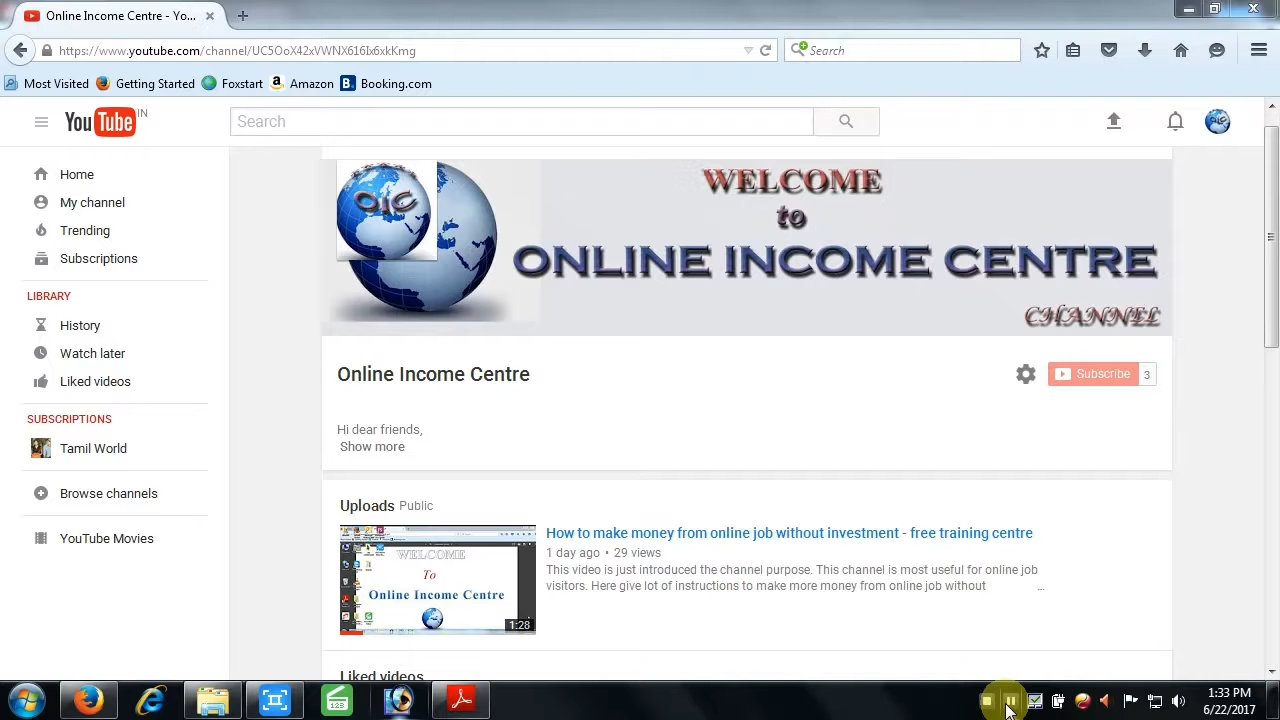 Online Income Centre - Yo...
https://www.youtube.com/channel/UC5OoX42xVWNX616Ix6xkKmg
Search
Most Visited
Getting Started
Foxstart
Amazon
Booking.com
YouTube IN
Search
OIC
Home
My channel
Trending
Subscriptions
LIBRARY
History
Watch later
Liked videos
SUBSCRIPTIONS
Tamil World
Browse channels
YouTube Movies
OIC
WELCOME
to
ONLINE INCOME CENTRE
CHANNEL
Online Income Centre
Subscribe 3
Hi dear friends,
Show more
Uploads Public
WELCOME
To
Online Income Centre
1:28
How to make money from online job without investment - free training centre
1 day ago • 29 views
This video is just introduced the channel purpose. This channel is most useful for online job
visitors. Here give lot of instructions to make more money from online job without ...
Liked videos
1:33 PM
6/22/2017